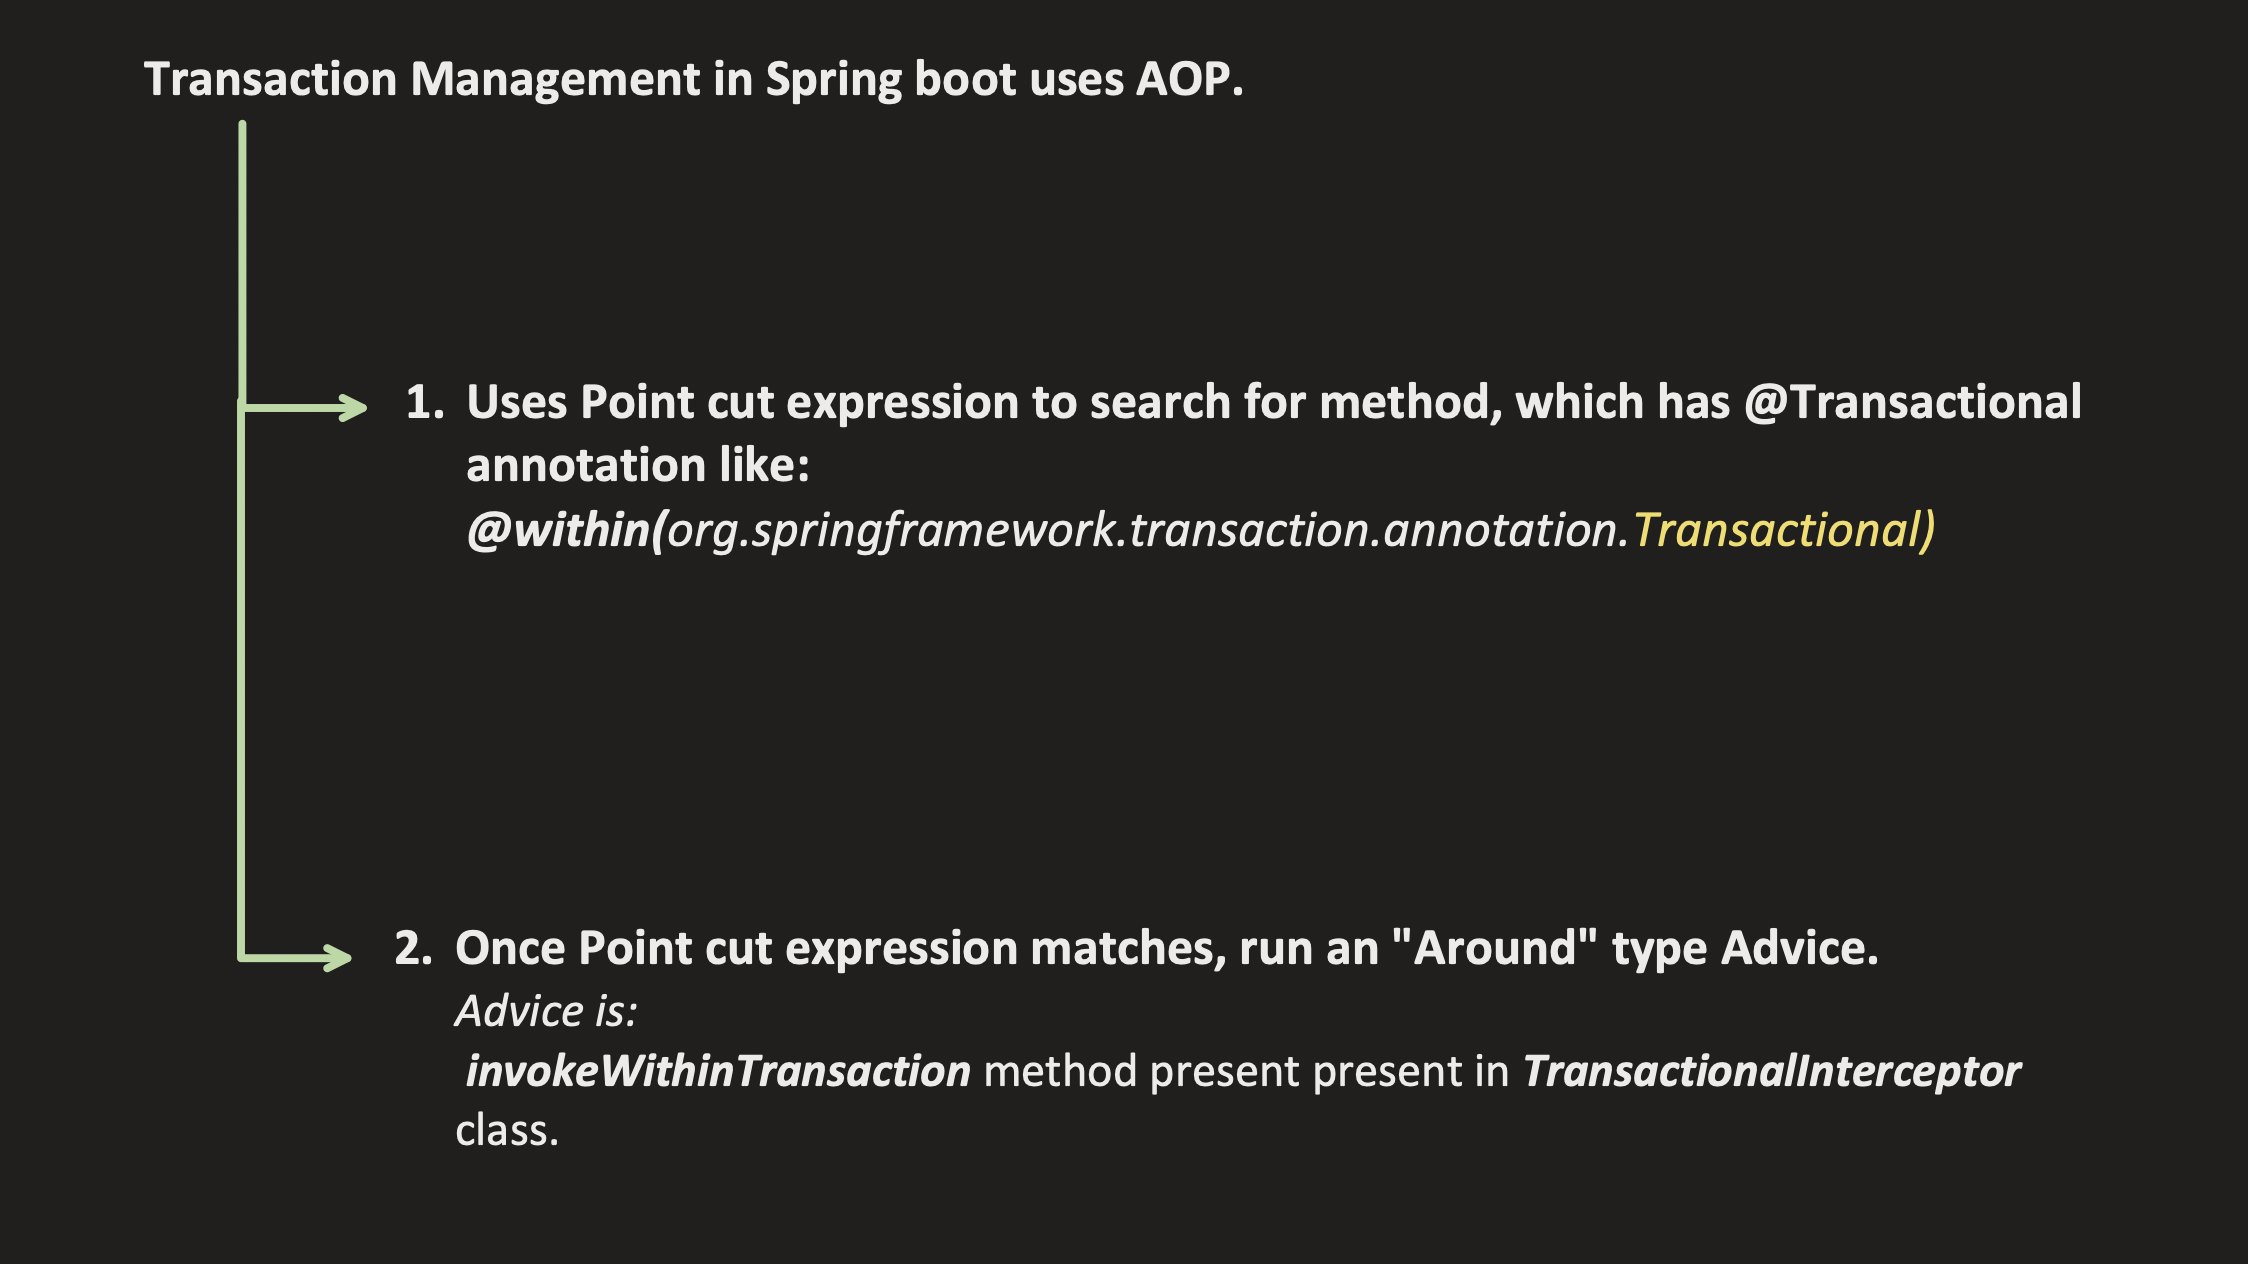 Transaction Management in Spring boot uses AOP.
1. Uses Point cut expression to search for method, which has @Transactional
annotation like:
@within(org.springframework.transaction.annotation.Transactional)
2. Once Point cut expression matches, run an "Around" type Advice.
Advice is:
invokeWithinTransaction method present present in TransactionalInterceptor
class.